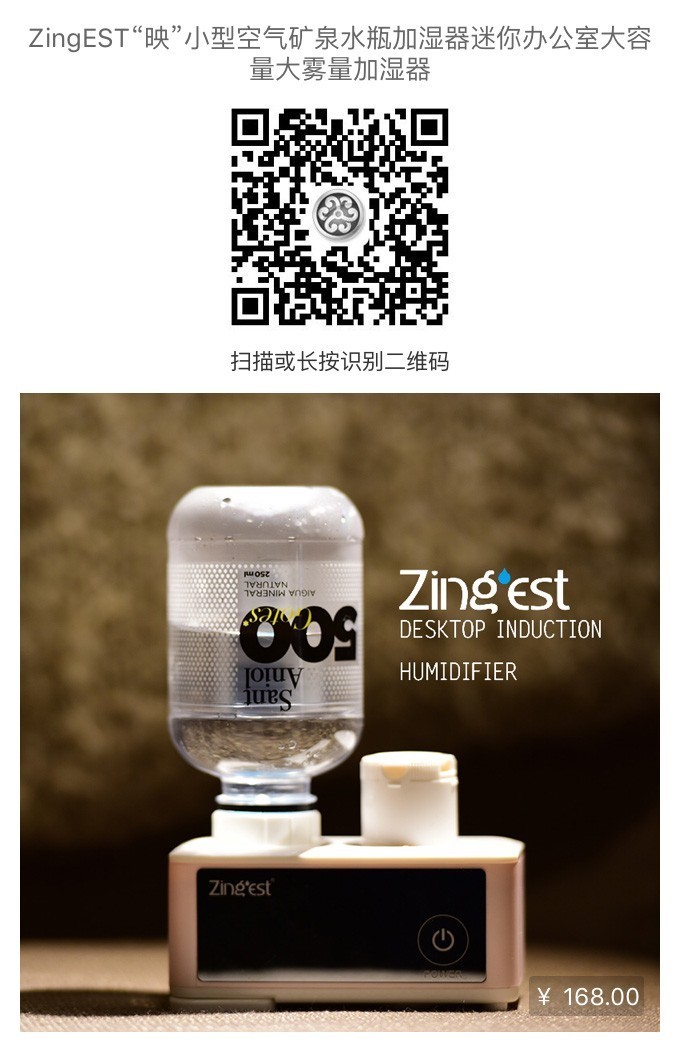 ZingEST“映”小型空气矿泉水瓶加湿器迷你办公室大容
量大雾量加湿器
扫描或长按识别二维码
Zing'est
DESKTOP INDUCTION
HUMIDIFIER
250ml
NATURAL
AIGUA MINERAL
Gotes
500
Aniol
Sant
Zing'est
POWER
¥ 168.00